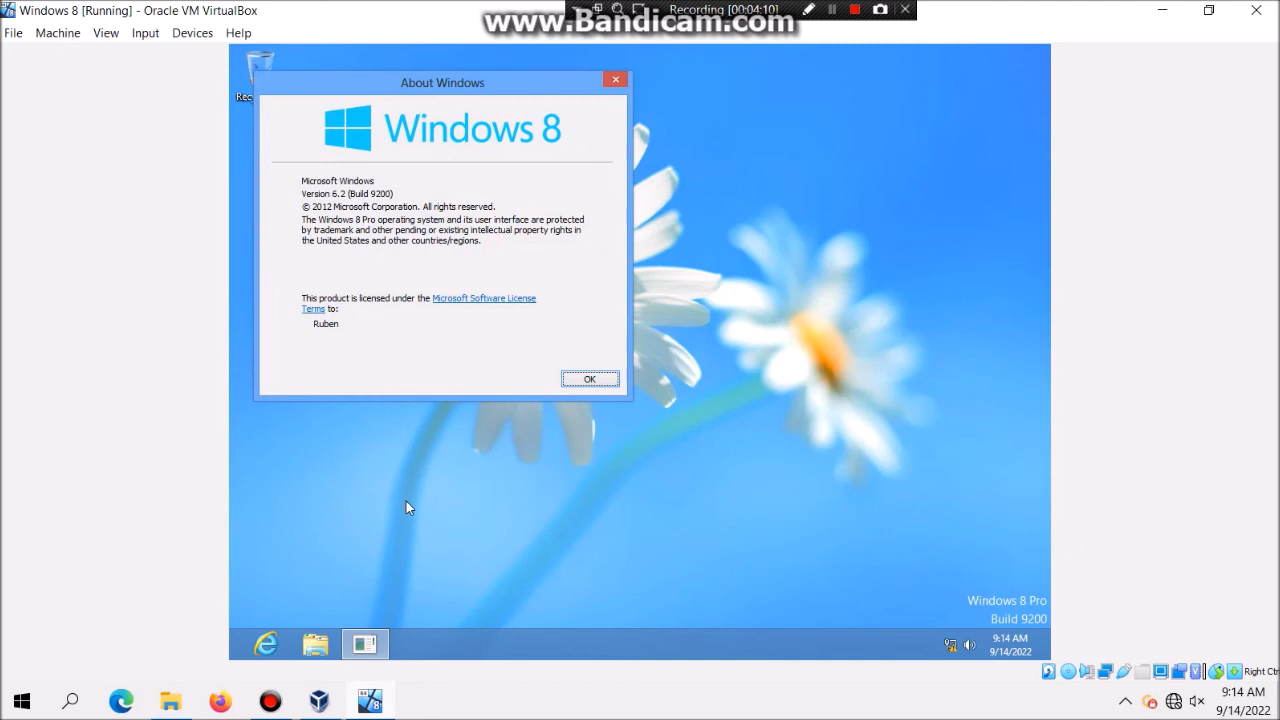 Windows 8 [Running] - Oracle VM VirtualBox
Recording [00:04:10]
www.Bandicam.com
File Machine View Input Devices Help
Rec
About Windows
Windows 8
Microsoft Windows
Version 6.2 (Build 9200)
© 2012 Microsoft Corporation. All rights reserved.
The Windows 8 Pro operating system and its user interface are protected
by trademark and other pending or existing intellectual property rights in
the United States and other countries/regions.
This product is licensed under the Microsoft Software License
Terms to:
Ruben
OK
Windows 8 Pro
Build 9200
9:14 AM
9/14/2022
Right Ctr
9:14 AM
9/14/2022